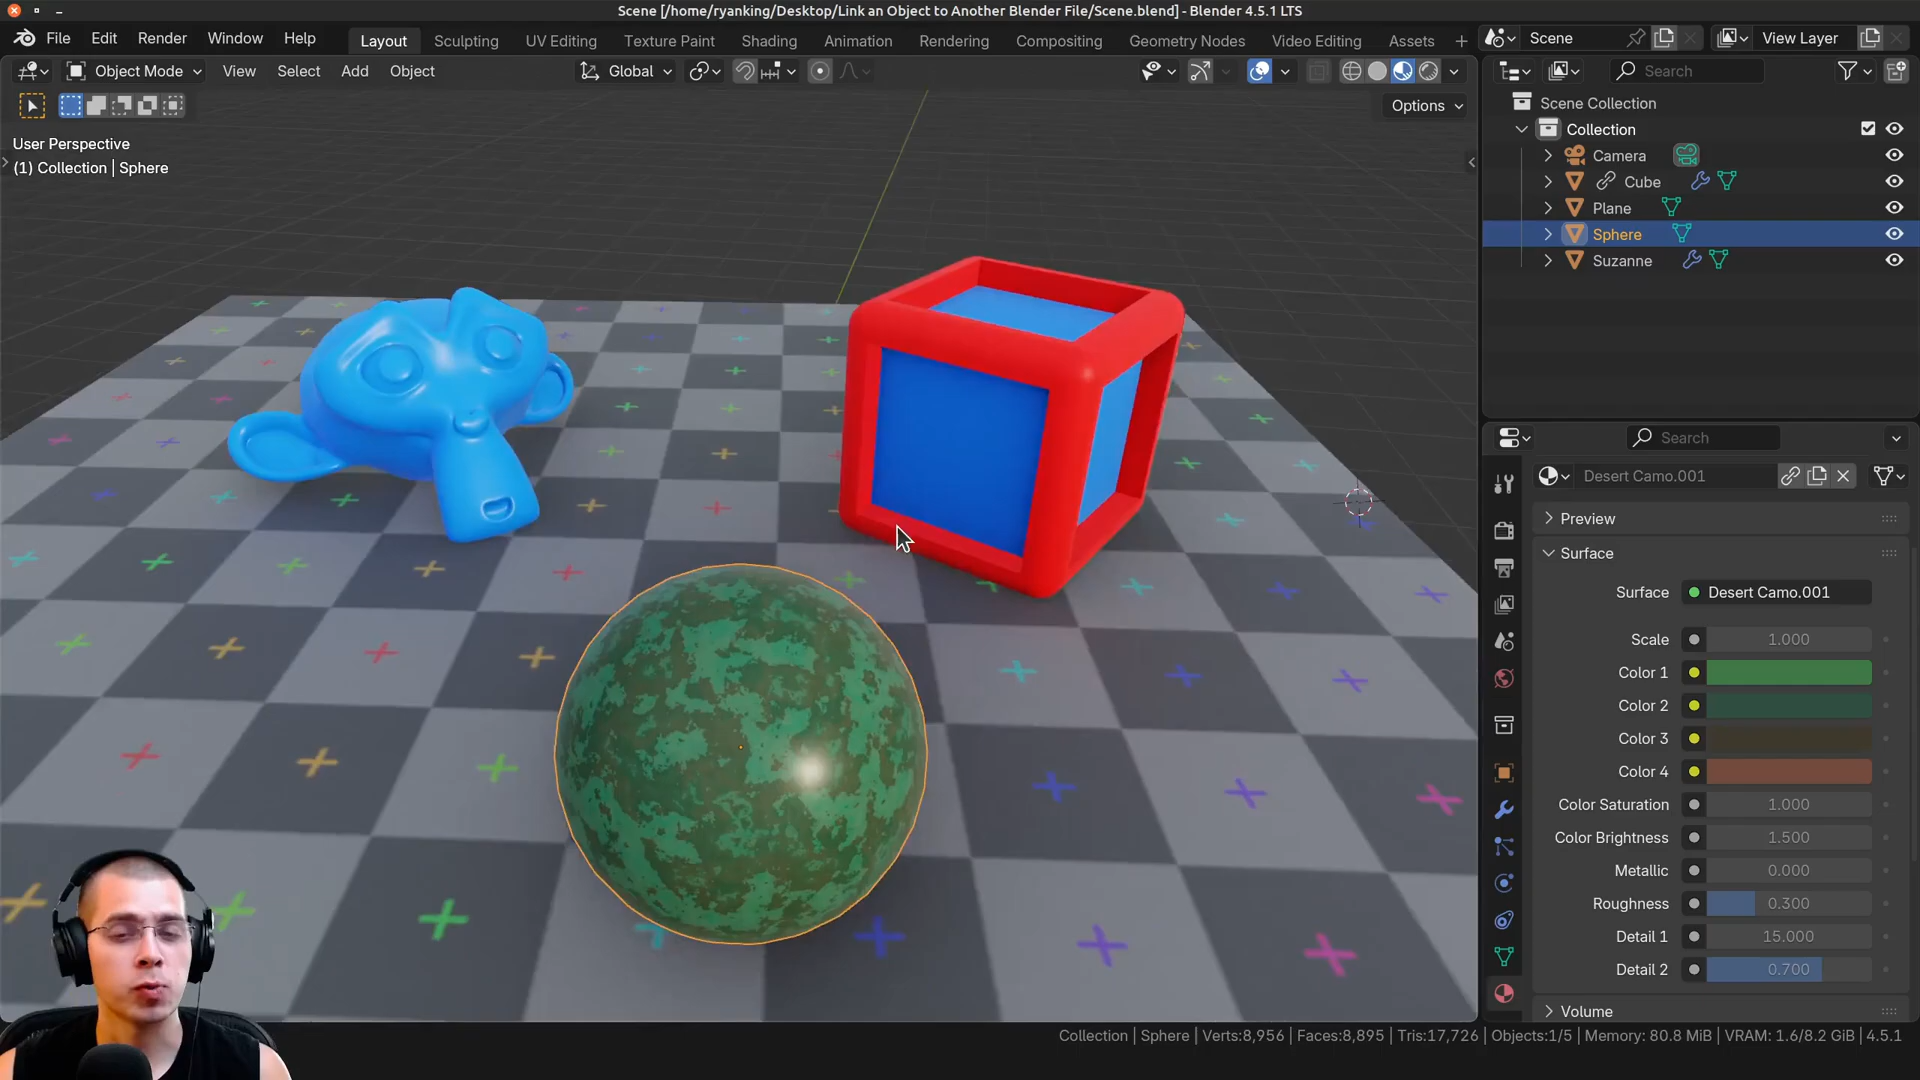 Scene [/home/ryanking/Desktop/Link an Object to Another Blender File/Scene.blend] - Blender 4.5.1 LTS
File Edit Render Window Help
Layout Sculpting UV Editing Texture Paint Shading Animation Rendering Compositing Geometry Nodes Video Editing Assets +
Scene
View Layer
Object Mode View Select Add Object
Global
Search
Options
User Perspective
(1) Collection | Sphere
Scene Collection
Collection
Camera
Cube
Plane
Sphere
Suzanne
Search
Desert Camo.001
Preview
Surface
Surface Desert Camo.001
Scale 1.000
Color 1
Color 2
Color 3
Color 4
Color Saturation 1.000
Color Brightness 1.500
Metallic 0.000
Roughness 0.300
Detail 1 15.000
Detail 2 0.700
Volume
Collection | Sphere | Verts:8,956 | Faces:8,895 | Tris:17,726 | Objects:1/5 | Memory: 80.8 MiB | VRAM: 1.6/8.2 GiB | 4.5.1